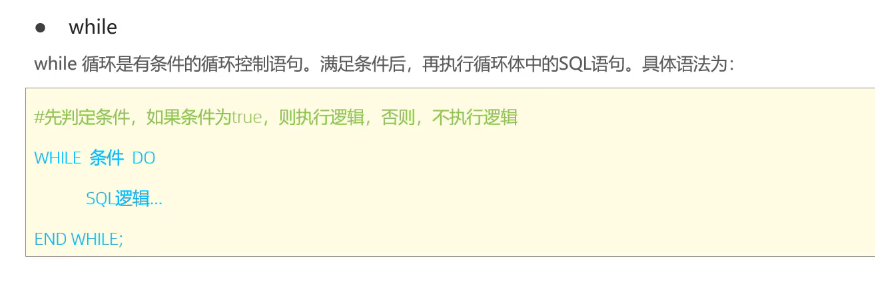 ● while
while 循环是有条件的循环控制语句。满足条件后，再执行循环体中的SQL语句。具体语法为：
#先判定条件，如果条件为true，则执行逻辑，否则，不执行逻辑
WHILE 条件 DO
SQL逻辑...
END WHILE;